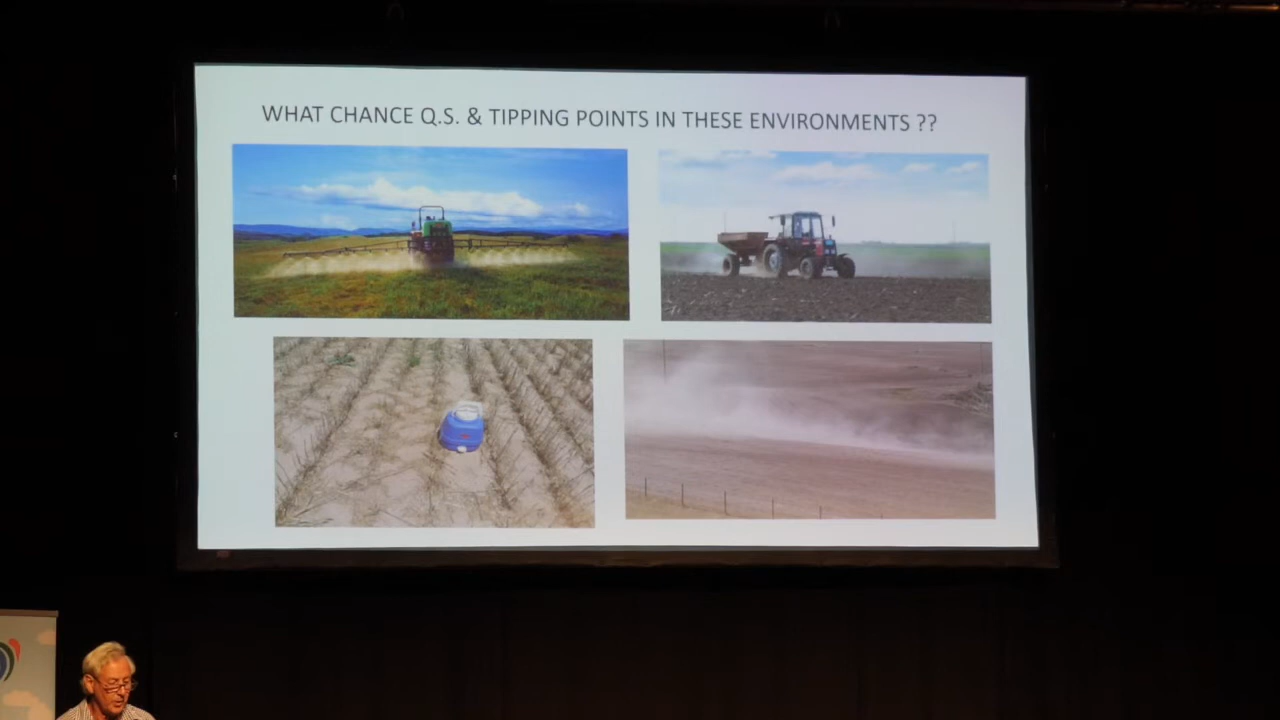 WHAT CHANCE Q.S. & TIPPING POINTS IN THESE ENVIRONMENTS ??